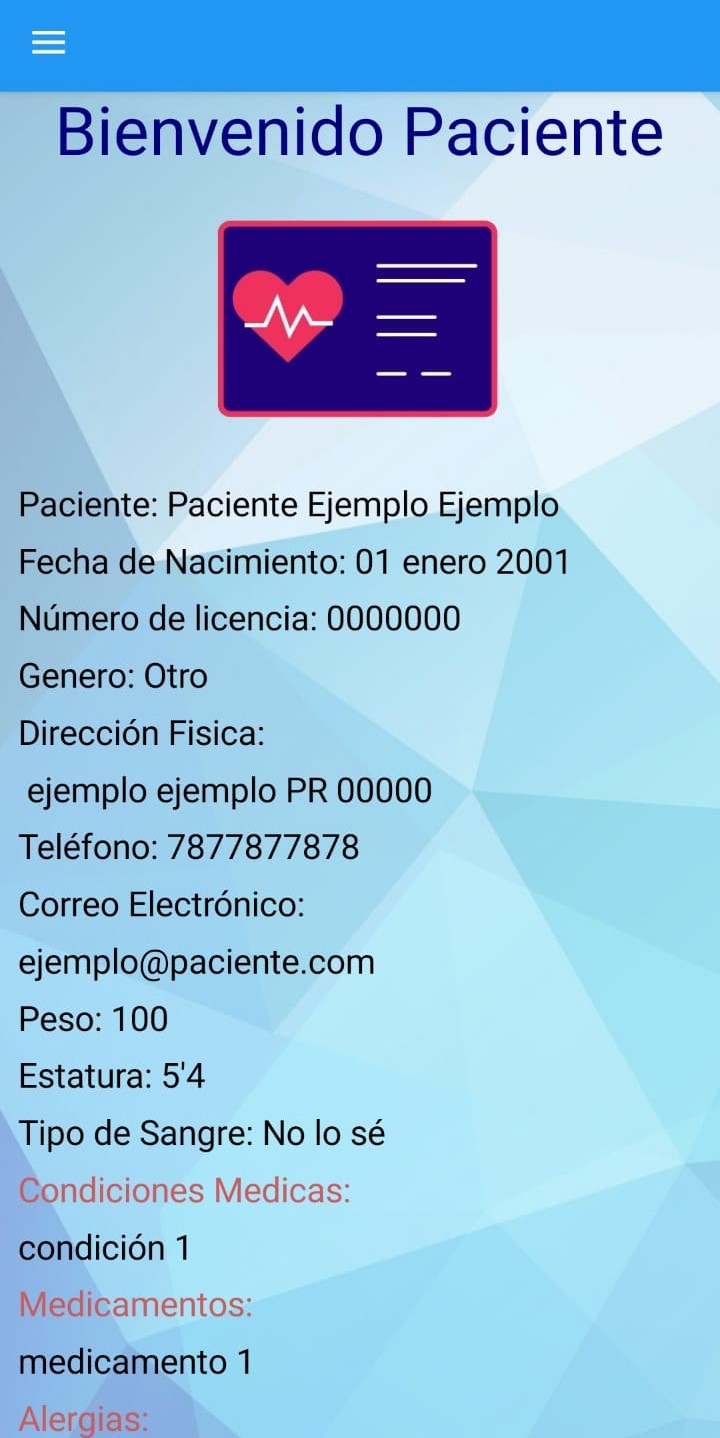 Bienvenido Paciente
Paciente: Paciente Ejemplo Ejemplo
Fecha de Nacimiento: 01 enero 2001
Número de licencia: 0000000
Genero: Otro
Dirección Fisica:
ejemplo ejemplo PR 00000
Teléfono: 7877877878
Correo Electrónico:
ejemplo@paciente.com
Peso: 100
Estatura: 5'4
Tipo de Sangre: No lo sé
Condiciones Medicas:
condición 1
Medicamentos:
medicamento 1
Alergias: